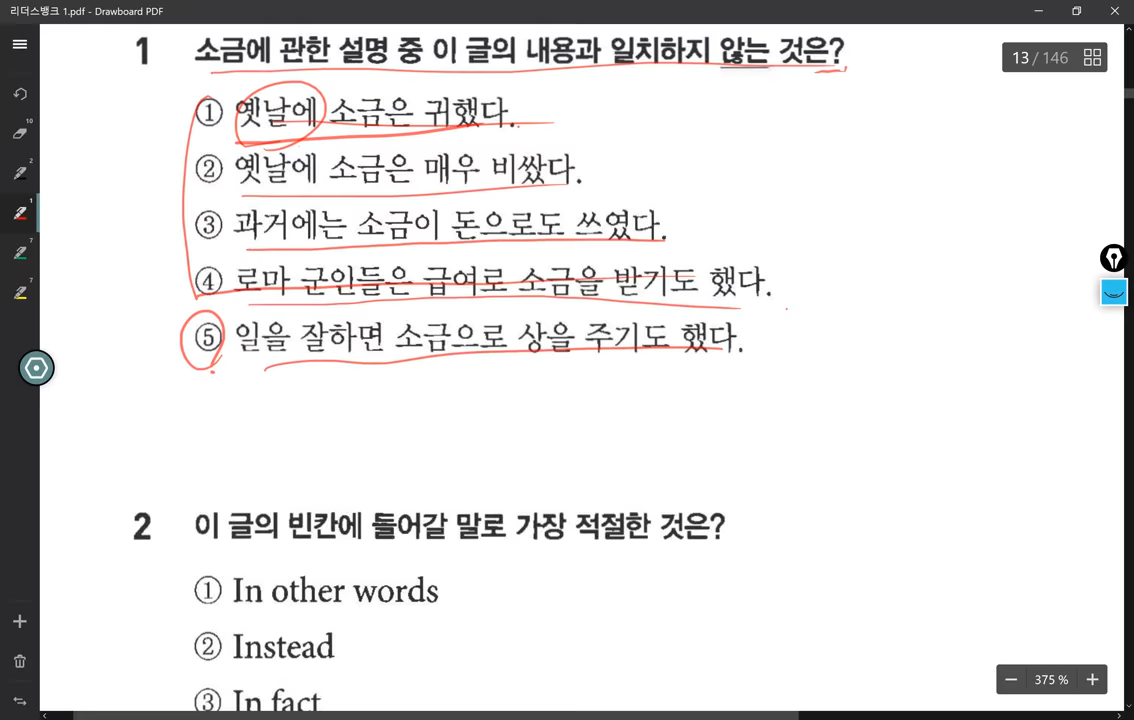 리더스뱅크 1.pdf - Drawboard PDF
13 / 146
1 소금에 관한 설명 중 이 글의 내용과 일치하지 않는 것은?
① 옛날에 소금은 귀했다.
② 옛날에 소금은 매우 비쌌다.
③ 과거에는 소금이 돈으로도 쓰였다.
④ 로마 군인들은 급여로 소금을 받기도 했다.
⑤ 일을 잘하면 소금으로 상을 주기도 했다.
2 이 글의 빈칸에 들어갈 말로 가장 적절한 것은?
① In other words
② Instead
③ In fact
10
2
1
7
7
375 %